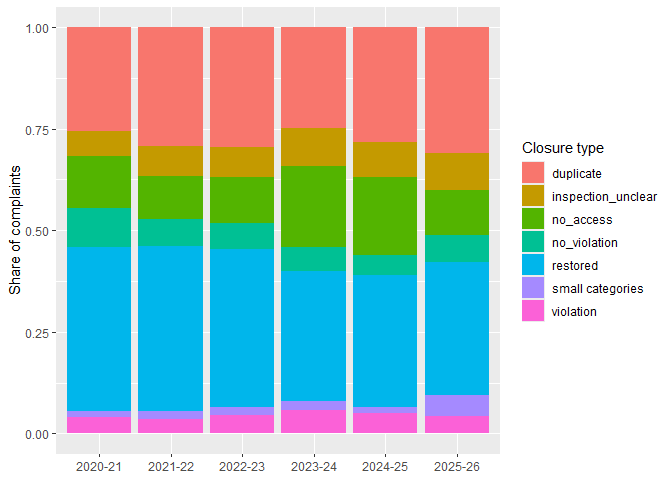 1.00
0.75
0.50
0.25
0.00
Share of complaints
2020-21
2021-22
2022-23
2023-24
2024-25
2025-26
Closure type
duplicate
inspection_unclear
no_access
no_violation
restored
small categories
violation